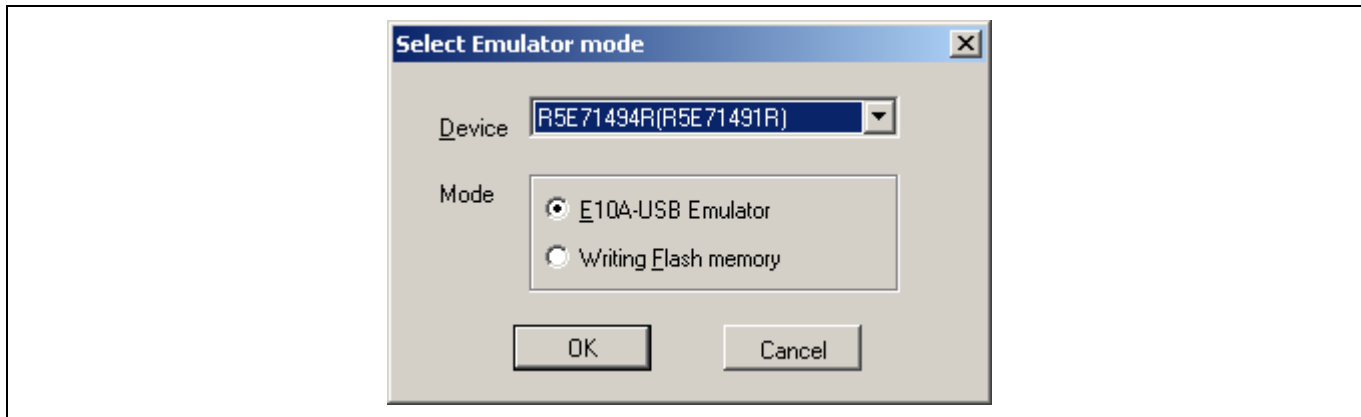 Select Emulator mode
Device R5E71494R(R5E71491R)
Mode
E10A-USB Emulator
Writing Flash memory
OK Cancel